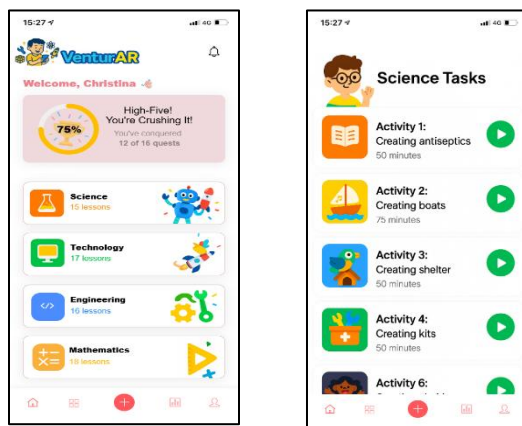 15:27
4G
VenturAR
Welcome, Christina
75%
High-Five!
You're Crushing It!
You've conquered
12 of 16 quests
Science
15 lessons
Technology
17 lessons
Engineering
16 lessons
Mathematics
18 lessons
15:27
4G
Science Tasks
Activity 1:
Creating antiseptics
50 minutes
Activity 2:
Creating boats
75 minutes
Activity 3:
Creating shelter
50 minutes
Activity 4:
Creating kits
50 minutes
Activity 6: